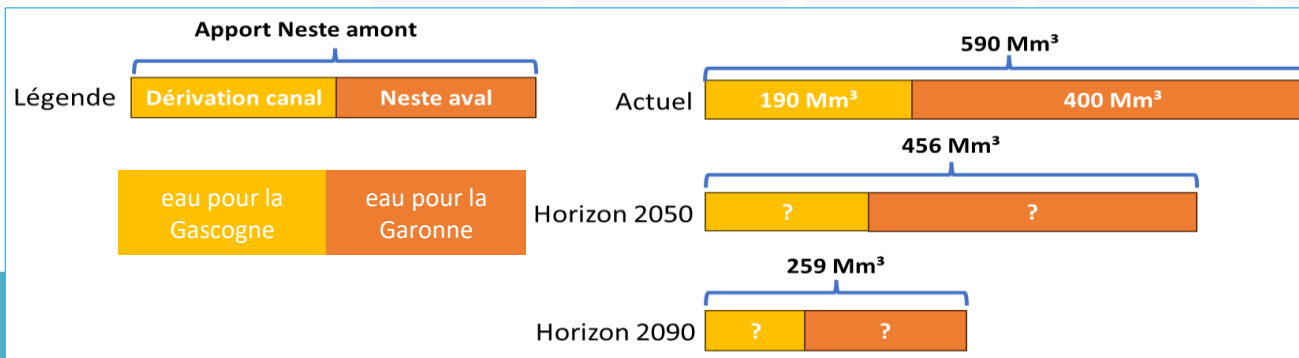 Apport Neste amont
Légende
Dérivation canal
Neste aval
eau pour la
Gascogne
eau pour la
Garonne
590 Mm³
Actuel
190 Mm³
400 Mm³
456 Mm³
Horizon 2050
?
?
259 Mm³
Horizon 2090
?
?